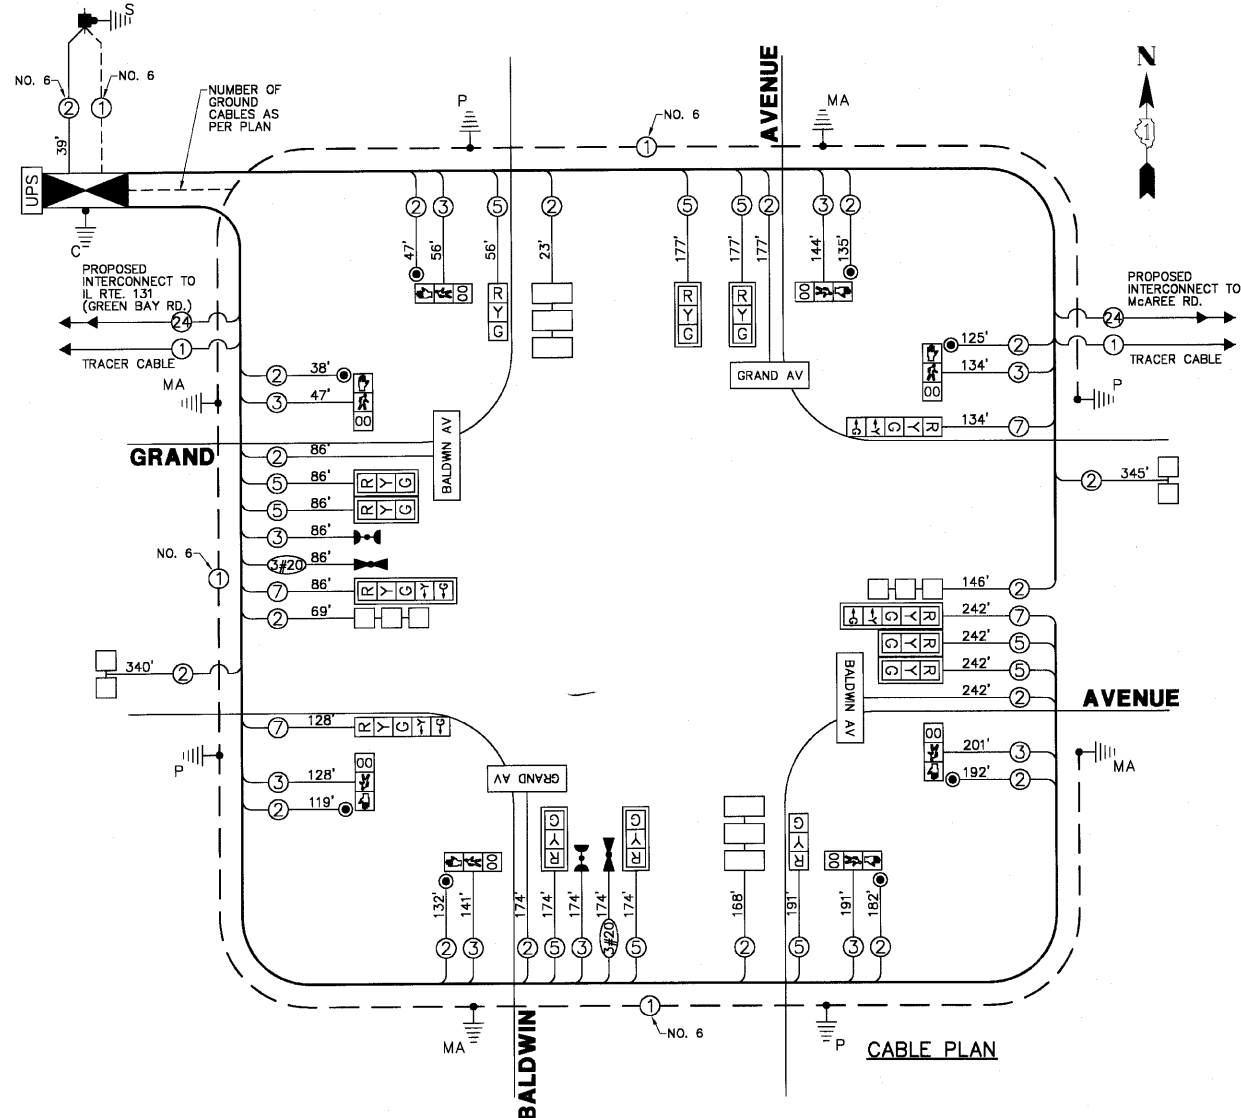 S
NO. 6
NO. 6
2
1
39'
NUMBER OF
GROUND
CABLES AS
PER PLAN
UPS
C
P
NO. 6
1
AVENUE
MA
N
1
2
3
5
2
5
5
2
3
2
47'
56'
56'
23'
177'
177'
177'
144'
135'
00
R
Y
G
R
Y
G
R
Y
G
00
GRAND AV
PROPOSED
INTERCONNECT TO
IL RTE. 131
(GREEN BAY RD.)
24
1
TRACER CABLE
MA
PROPOSED
INTERCONNECT TO
McAREE RD.
24
1
TRACER CABLE
P
125' 2
134' 3
00
G Y G Y R 134' 7
2 345'
2 38'
3 47'
00
GRAND
BALDWIN AV
2 86'
5 86' R Y G
5 86' R Y G
3 86'
3#20 86'
7 86' R Y G Y G
2 69'
NO. 6
1
340' 2
7 128' R Y G Y G
P
3 128'
2 119'
00
GRAND AV
146' 2
G Y G Y R 242' 7
G Y R 242' 5
G Y R 242' 5
242' 2
BALDWIN AV
AVENUE
00
201' 3
192' 2
MA
00
G
Y
R
G
Y
R
G
Y
R
00
132'
141'
174'
174'
174'
174'
174'
168'
191'
191'
182'
2
3
2
5
3
3#20
5
2
5
3
2
MA
BALDWIN
1
NO. 6
P
CABLE PLAN